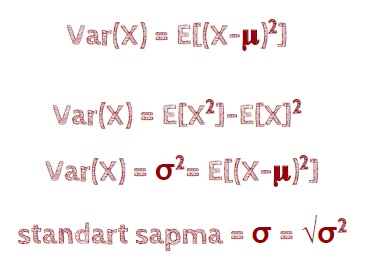 Var(X) = E[(X-μ)²]
Var(X) = E[X²]-E[X]²
Var(X) = σ²= E[(X-μ)²]
standart sapma = σ = √σ²